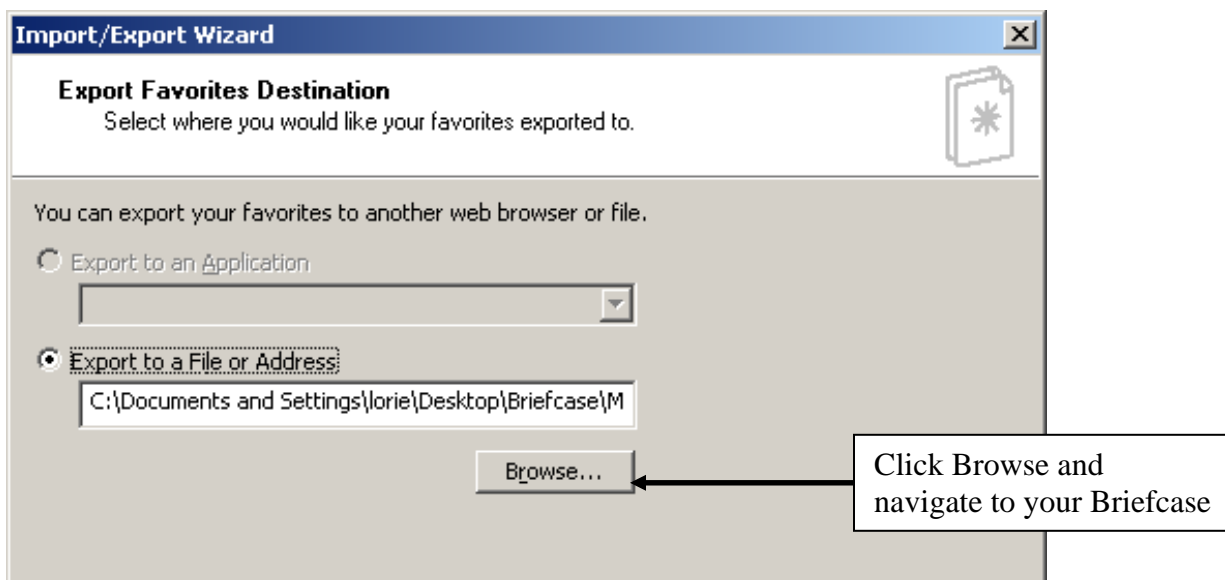 Import/Export Wizard
Export Favorites Destination
Select where you would like your favorites exported to.
You can export your favorites to another web browser or file.
Export to an Application
Export to a File or Address
C:\Documents and Settings\lorie\Desktop\Briefcase\M
Browse...
Click Browse and
navigate to your Briefcase